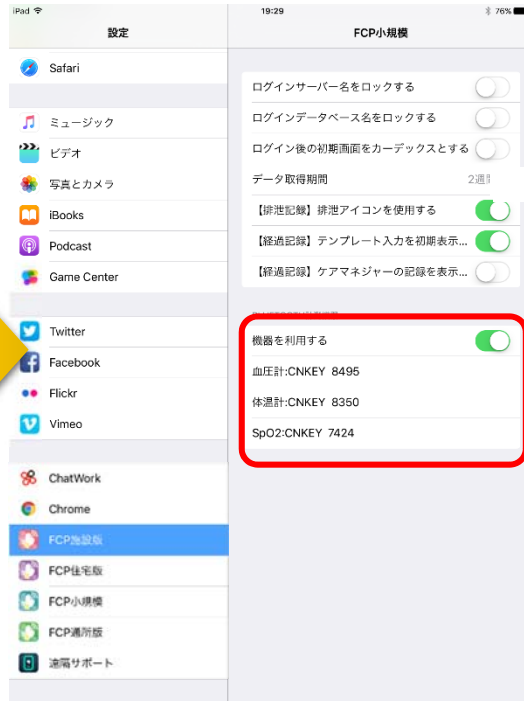 iPad 19:29 76%
設定
Safari
ミュージック
ビデオ
写真とカメラ
iBooks
Podcast
Game Center
Twitter
Facebook
Flickr
Vimeo
ChatWork
Chrome
FCP施設版
FCP住宅版
FCP小規模
FCP通所版
遠隔サポート
FCP小規模
ログインサーバー名をロックする
ログインデータベース名をロックする
ログイン後の初期画面をカーデックスとする
データ取得期間 2週
【排泄記録】排泄アイコンを使用する
【経過記録】テンプレート入力を初期表示...
【経過記録】ケアマネジャーの記録を表示...
機器を利用する
血圧計:CNKEY 8495
体温計:CNKEY 8350
SpO2:CNKEY 7424